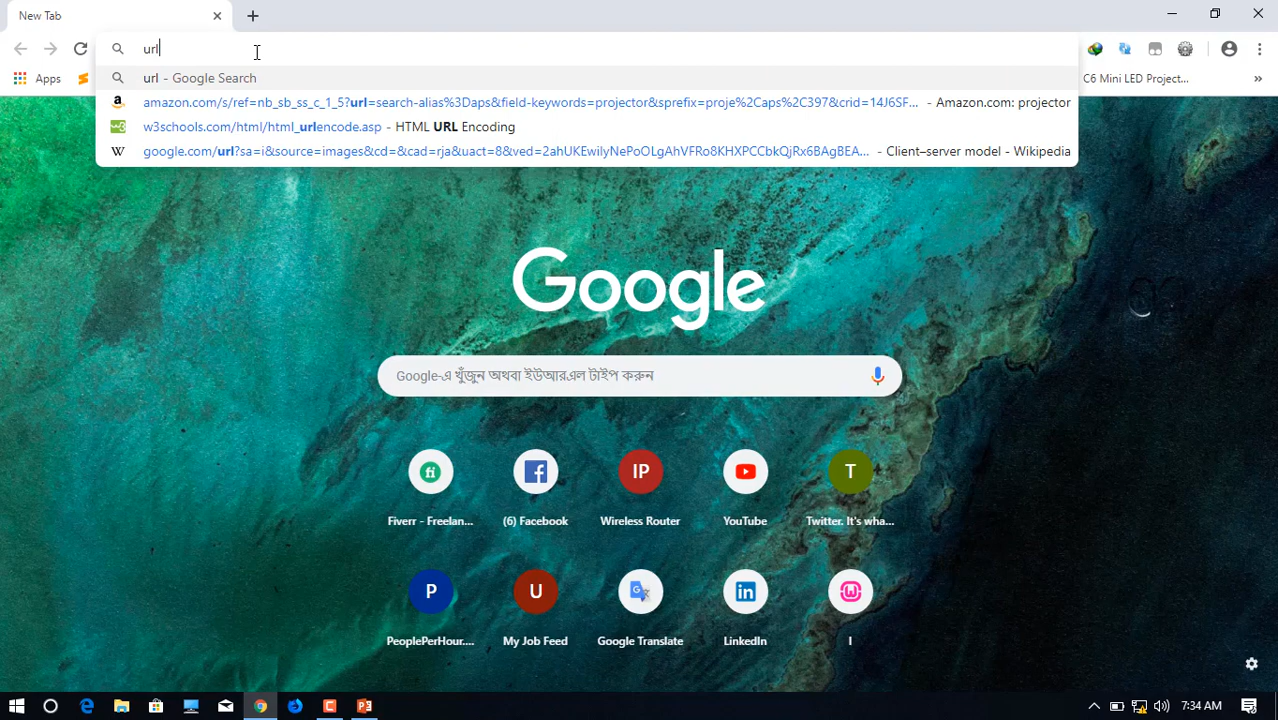 New Tab
url
url - Google Search
amazon.com/s/ref=nb_sb_ss_c_1_5?url=search-alias%3Daps&field-keywords=projector&sprefix=proje%2Caps%2C397&crid=14J6SF... - Amazon.com: projector
w3schools.com/html/html_urlencode.asp - HTML URL Encoding
google.com/url?sa=i&source=images&cd=&cad=rja&uact=8&ved=2ahUKEwilyNePoOLgAhVFRo8KHXPCCbkQjRx6BAgBEA... - Client–server model - Wikipedia
Apps
C6 Mini LED Project...
Google
Google-এ খুঁজুন অথবা ইউআরএল টাইপ করুন
fi
IP
T
Fiverr - Freelan...
(6) Facebook
Wireless Router
YouTube
Twitter. It's wha...
P
U
in
PeoplePerHour....
My Job Feed
Google Translate
LinkedIn
I
7:34 AM